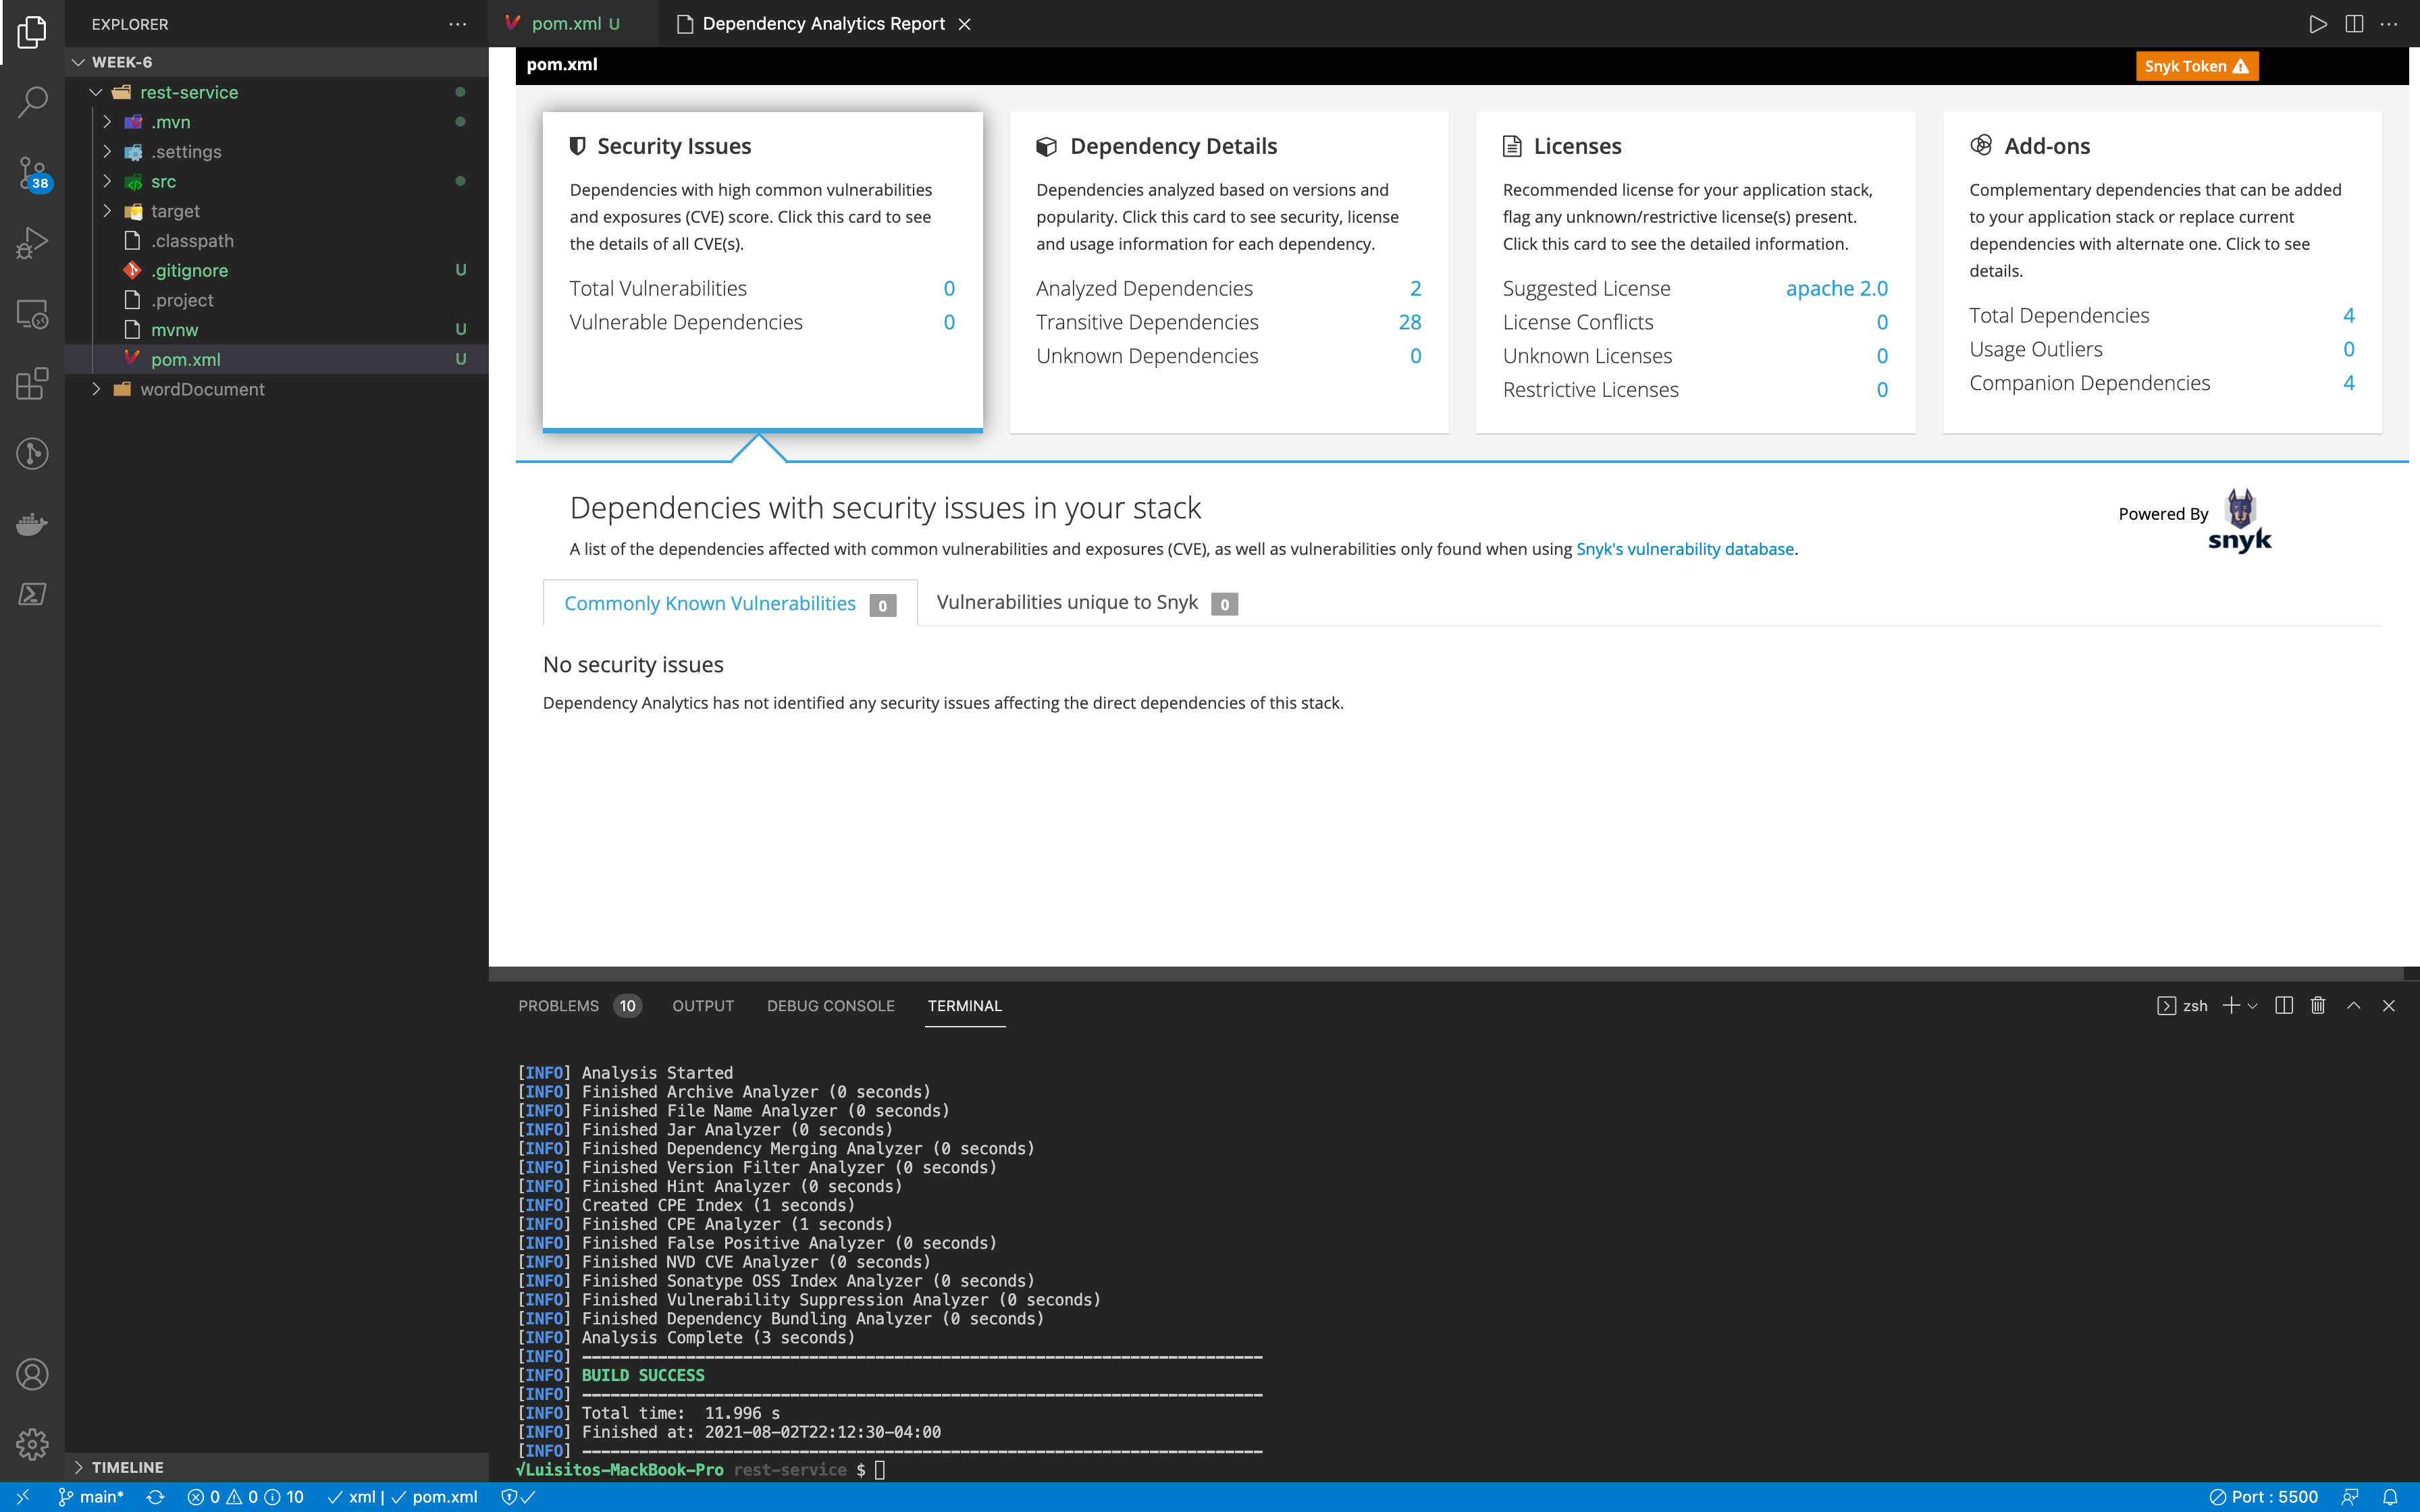 EXPLORER
WEEK-6
rest-service
.mvn
.settings
src
target
.classpath
.gitignore U
.project
mvnw U
pom.xml U
wordDocument
TIMELINE
38
pom.xml U
Dependency Analytics Report
pom.xml
Snyk Token
Security Issues
Dependencies with high common vulnerabilities
and exposures (CVE) score. Click this card to see
the details of all CVE(s).
Total Vulnerabilities 0
Vulnerable Dependencies 0
Dependency Details
Dependencies analyzed based on versions and
popularity. Click this card to see security, license
and usage information for each dependency.
Analyzed Dependencies 2
Transitive Dependencies 28
Unknown Dependencies 0
Licenses
Recommended license for your application stack,
flag any unknown/restrictive license(s) present.
Click this card to see the detailed information.
Suggested License apache 2.0
License Conflicts 0
Unknown Licenses 0
Restrictive Licenses 0
Add-ons
Complementary dependencies that can be added
to your application stack or replace current
dependencies with alternate one. Click to see
details.
Total Dependencies 4
Usage Outliers 0
Companion Dependencies 4
Dependencies with security issues in your stack
A list of the dependencies affected with common vulnerabilities and exposures (CVE), as well as vulnerabilities only found when using Snyk's vulnerability database.
Powered By
snyk
Commonly Known Vulnerabilities 0
Vulnerabilities unique to Snyk 0
No security issues
Dependency Analytics has not identified any security issues affecting the direct dependencies of this stack.
PROBLEMS 10 OUTPUT DEBUG CONSOLE TERMINAL
zsh
[INFO] Analysis Started
[INFO] Finished Archive Analyzer (0 seconds)
[INFO] Finished File Name Analyzer (0 seconds)
[INFO] Finished Jar Analyzer (0 seconds)
[INFO] Finished Dependency Merging Analyzer (0 seconds)
[INFO] Finished Version Filter Analyzer (0 seconds)
[INFO] Finished Hint Analyzer (0 seconds)
[INFO] Created CPE Index (1 seconds)
[INFO] Finished CPE Analyzer (1 seconds)
[INFO] Finished False Positive Analyzer (0 seconds)
[INFO] Finished NVD CVE Analyzer (0 seconds)
[INFO] Finished Sonatype OSS Index Analyzer (0 seconds)
[INFO] Finished Vulnerability Suppression Analyzer (0 seconds)
[INFO] Finished Dependency Bundling Analyzer (0 seconds)
[INFO] Analysis Complete (3 seconds)
[INFO] ------------------------------------------------------------------------
[INFO] BUILD SUCCESS
[INFO] ------------------------------------------------------------------------
[INFO] Total time:  11.996 s
[INFO] Finished at: 2021-08-02T22:12:30-04:00
[INFO] ------------------------------------------------------------------------
√Luisitos-MackBook-Pro rest-service $
main* 0 0 10 xml | pom.xml
Port : 5500